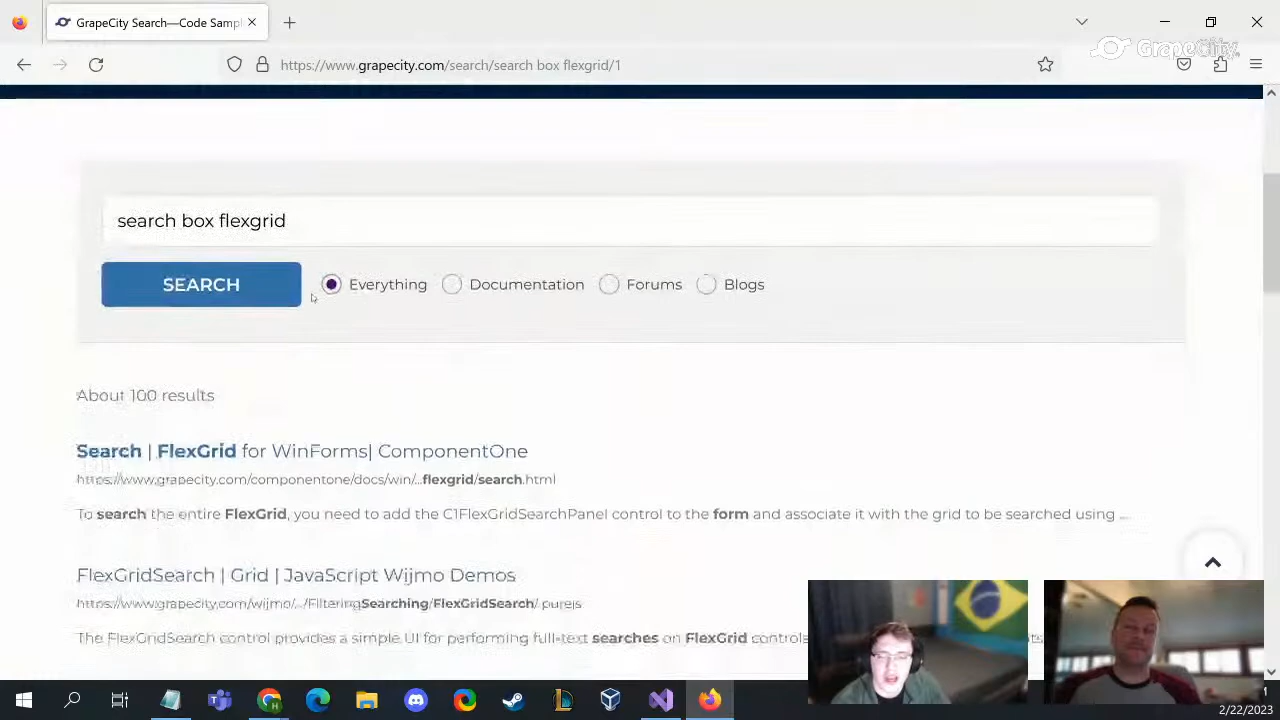 GrapeCity Search—Code Sampl
GrapeCity
https://www.grapecity.com/search/search box flexgrid/1
search box flexgrid
SEARCH
Everything
Documentation
Forums
Blogs
About 100 results
Search | FlexGrid for WinForms| ComponentOne
https://www.grapecity.com/componentone/docs/win/...flexgrid/search.html
To search the entire FlexGrid, you need to add the C1FlexGridSearchPanel control to the form and associate it with the grid to be searched using ...
FlexGridSearch | Grid | JavaScript Wijmo Demos
https://www.grapecity.com/wijmo/.../FilteringSearching/FlexGridSearch/ purejs
The FlexGridSearch control provides a simple UI for performing full-text searches on FlexGrid controls
2/22/2023